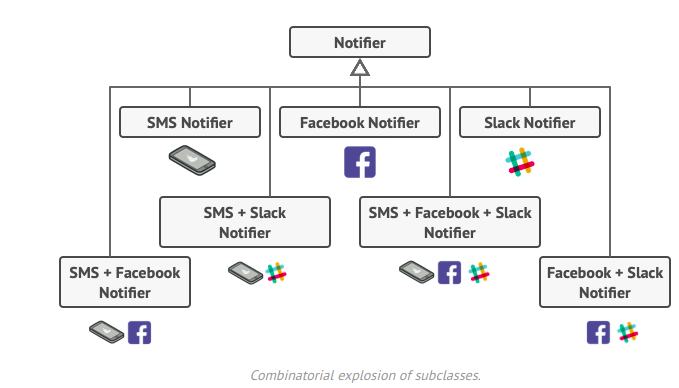 Notifier
SMS Notifier
Facebook Notifier
Slack Notifier
SMS + Slack
Notifier
SMS + Facebook + Slack
Notifier
SMS + Facebook
Notifier
Facebook + Slack
Notifier
Combinatorial explosion of subclasses.